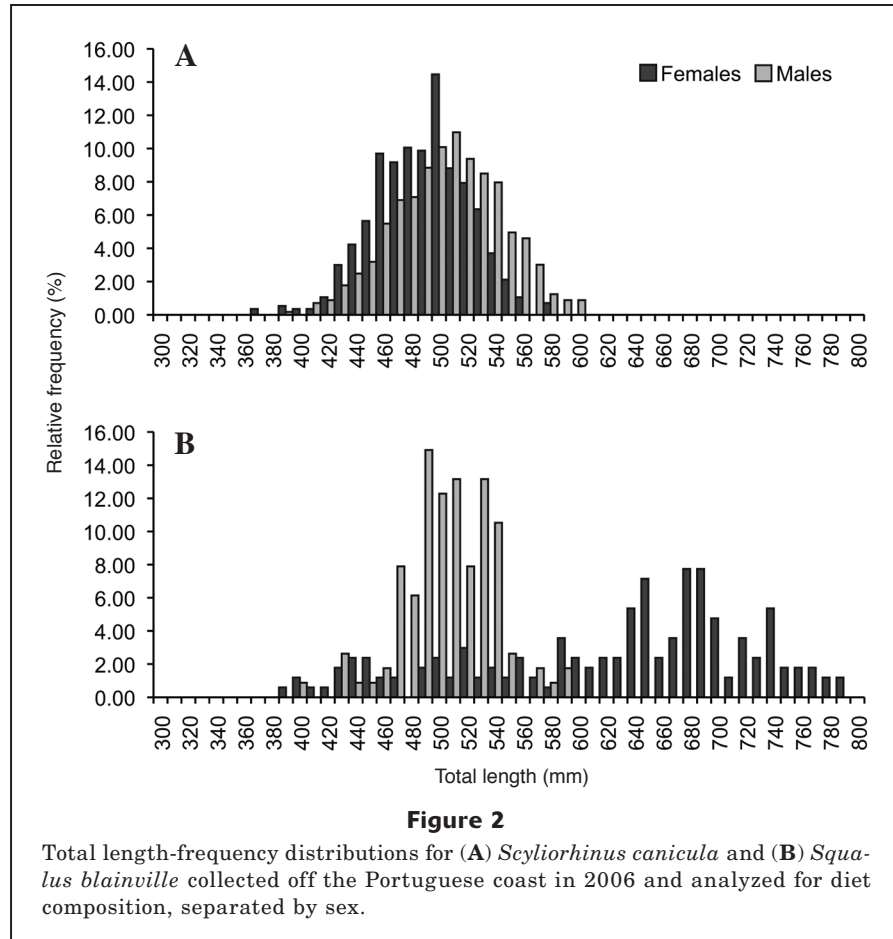 A
Females Males
16.00
14.00
12.00
10.00
8.00
6.00
4.00
2.00
0.00
300 320 340 360 380 400 420 440 460 480 500 520 540 560 580 600 620 640 660 680 700 720 740 760 780 800
Relative frequency (%)
B
16.00
14.00
12.00
10.00
8.00
6.00
4.00
2.00
0.00
300 320 340 360 380 400 420 440 460 480 500 520 540 560 580 600 620 640 660 680 700 720 740 760 780 800
Total length (mm)
Figure 2
Total length-frequency distributions for (A) Scyliorhinus canicula and (B) Squa-
lus blainville collected off the Portuguese coast in 2006 and analyzed for diet
composition, separated by sex.